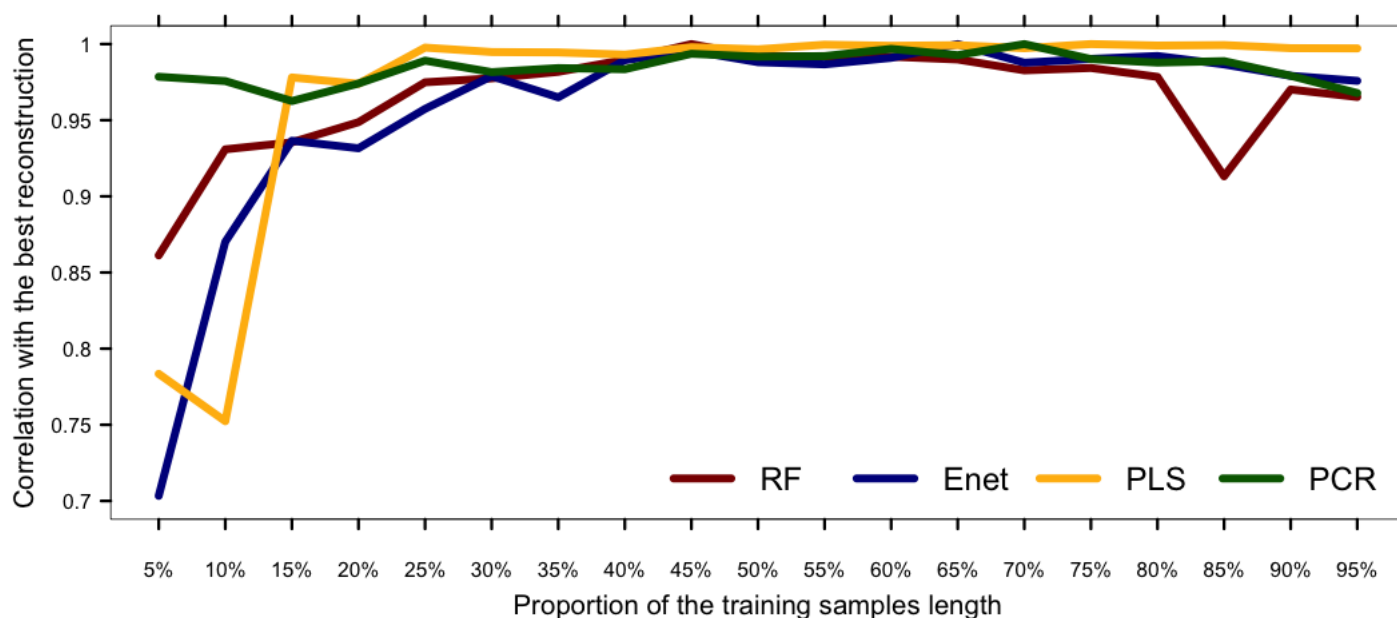 Correlation with the best reconstruction
1
0.95
0.9
0.85
0.8
0.75
0.7
RF Enet PLS PCR
5% 10% 15% 20% 25% 30% 35% 40% 45% 50% 55% 60% 65% 70% 75% 80% 85% 90% 95%
Proportion of the training samples length